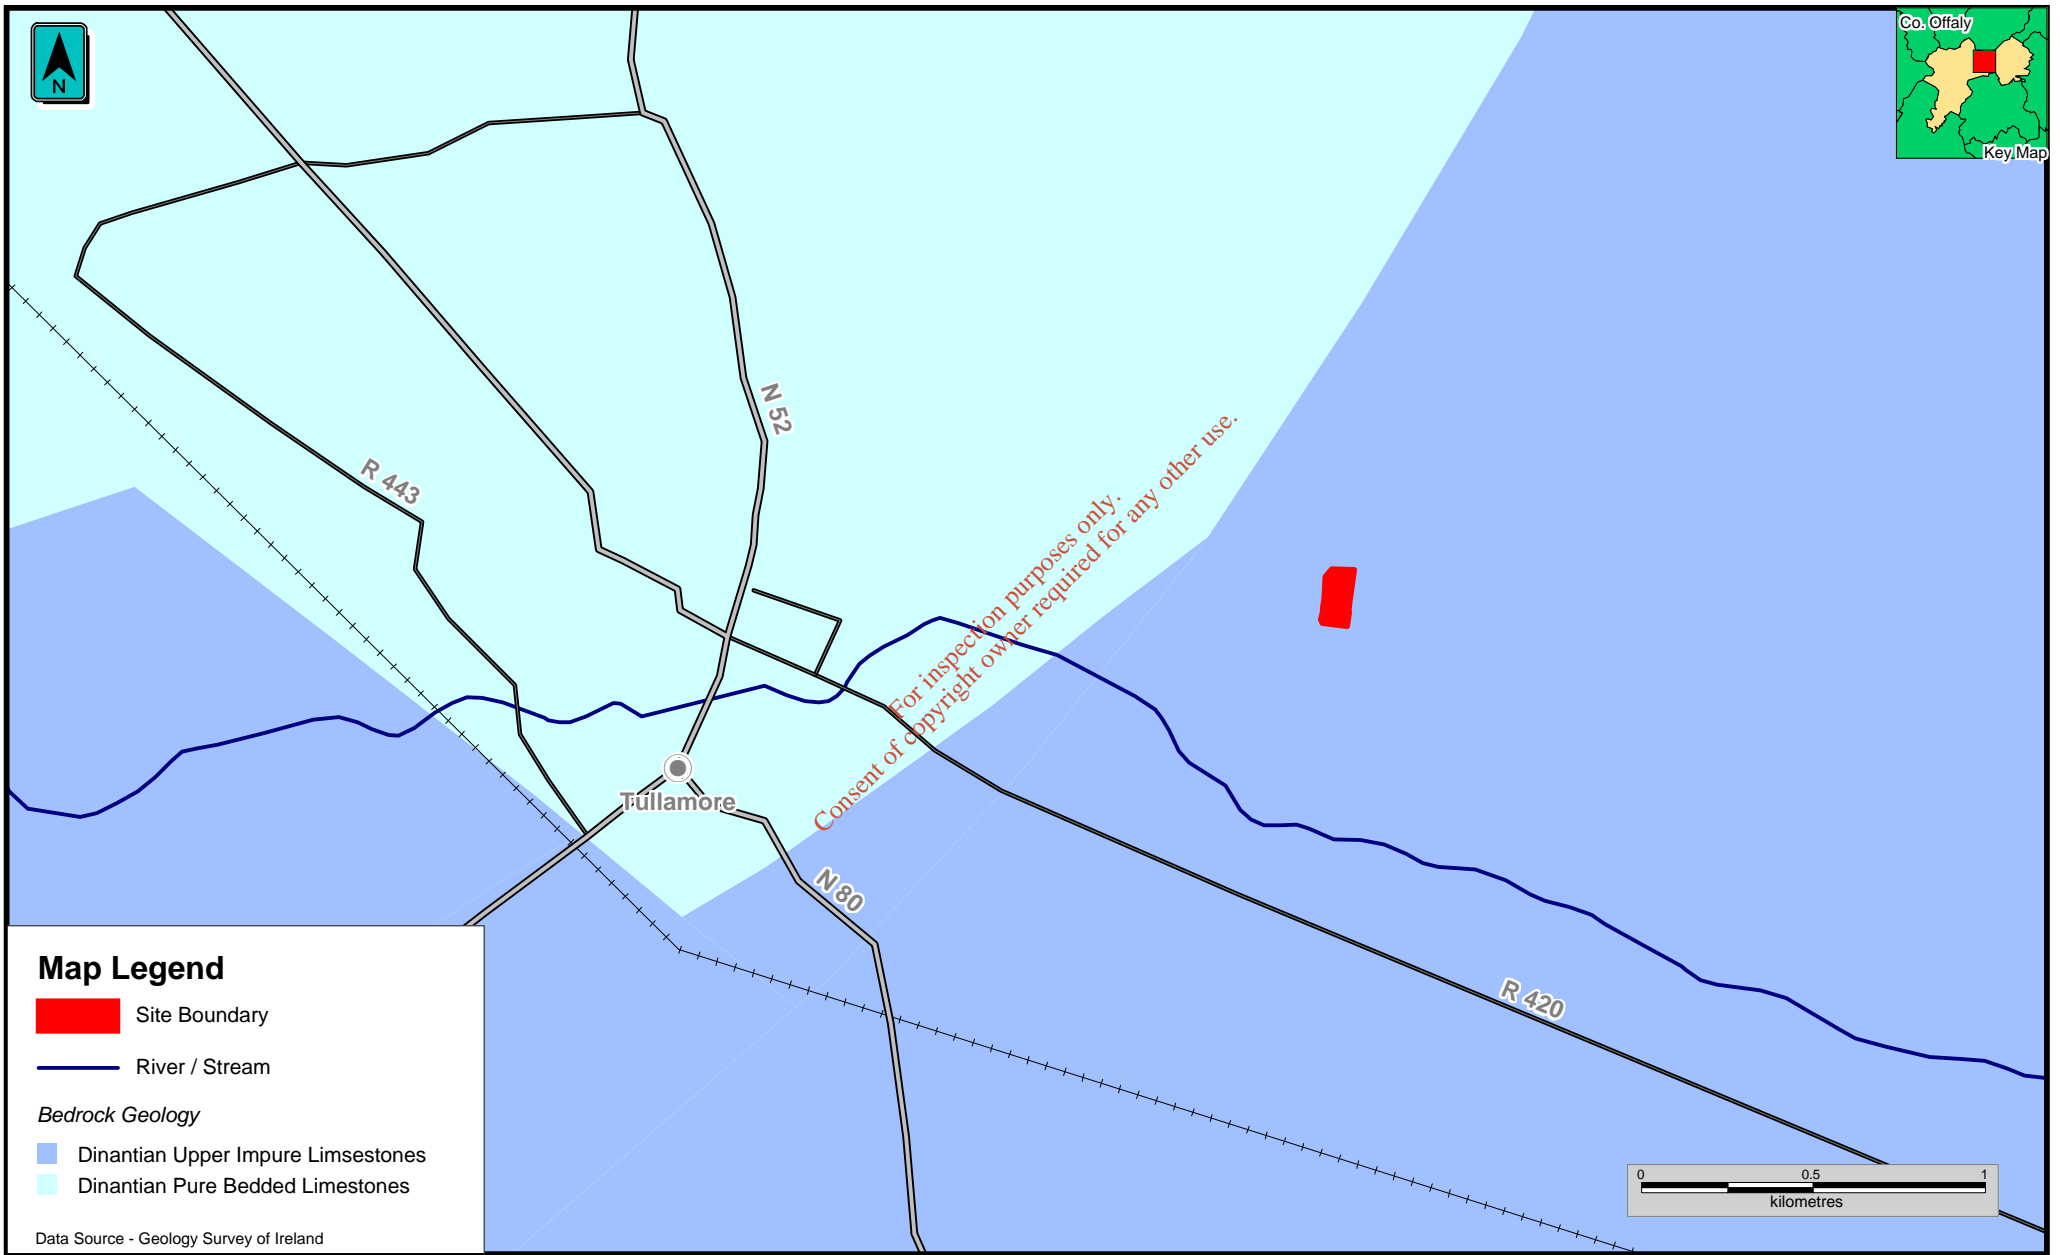 Co. Offaly
Key Map
N
N 52
R 443
For inspection purposes only.
Consent of copyright owner required for any other use.
Tullamore
N 80
R 420
Map Legend
Site Boundary
River / Stream
Bedrock Geology
Dinantian Upper Impure Limsestones
Dinantian Pure Bedded Limestones
Data Source - Geology Survey of Ireland
0 0.5 1
kilometres